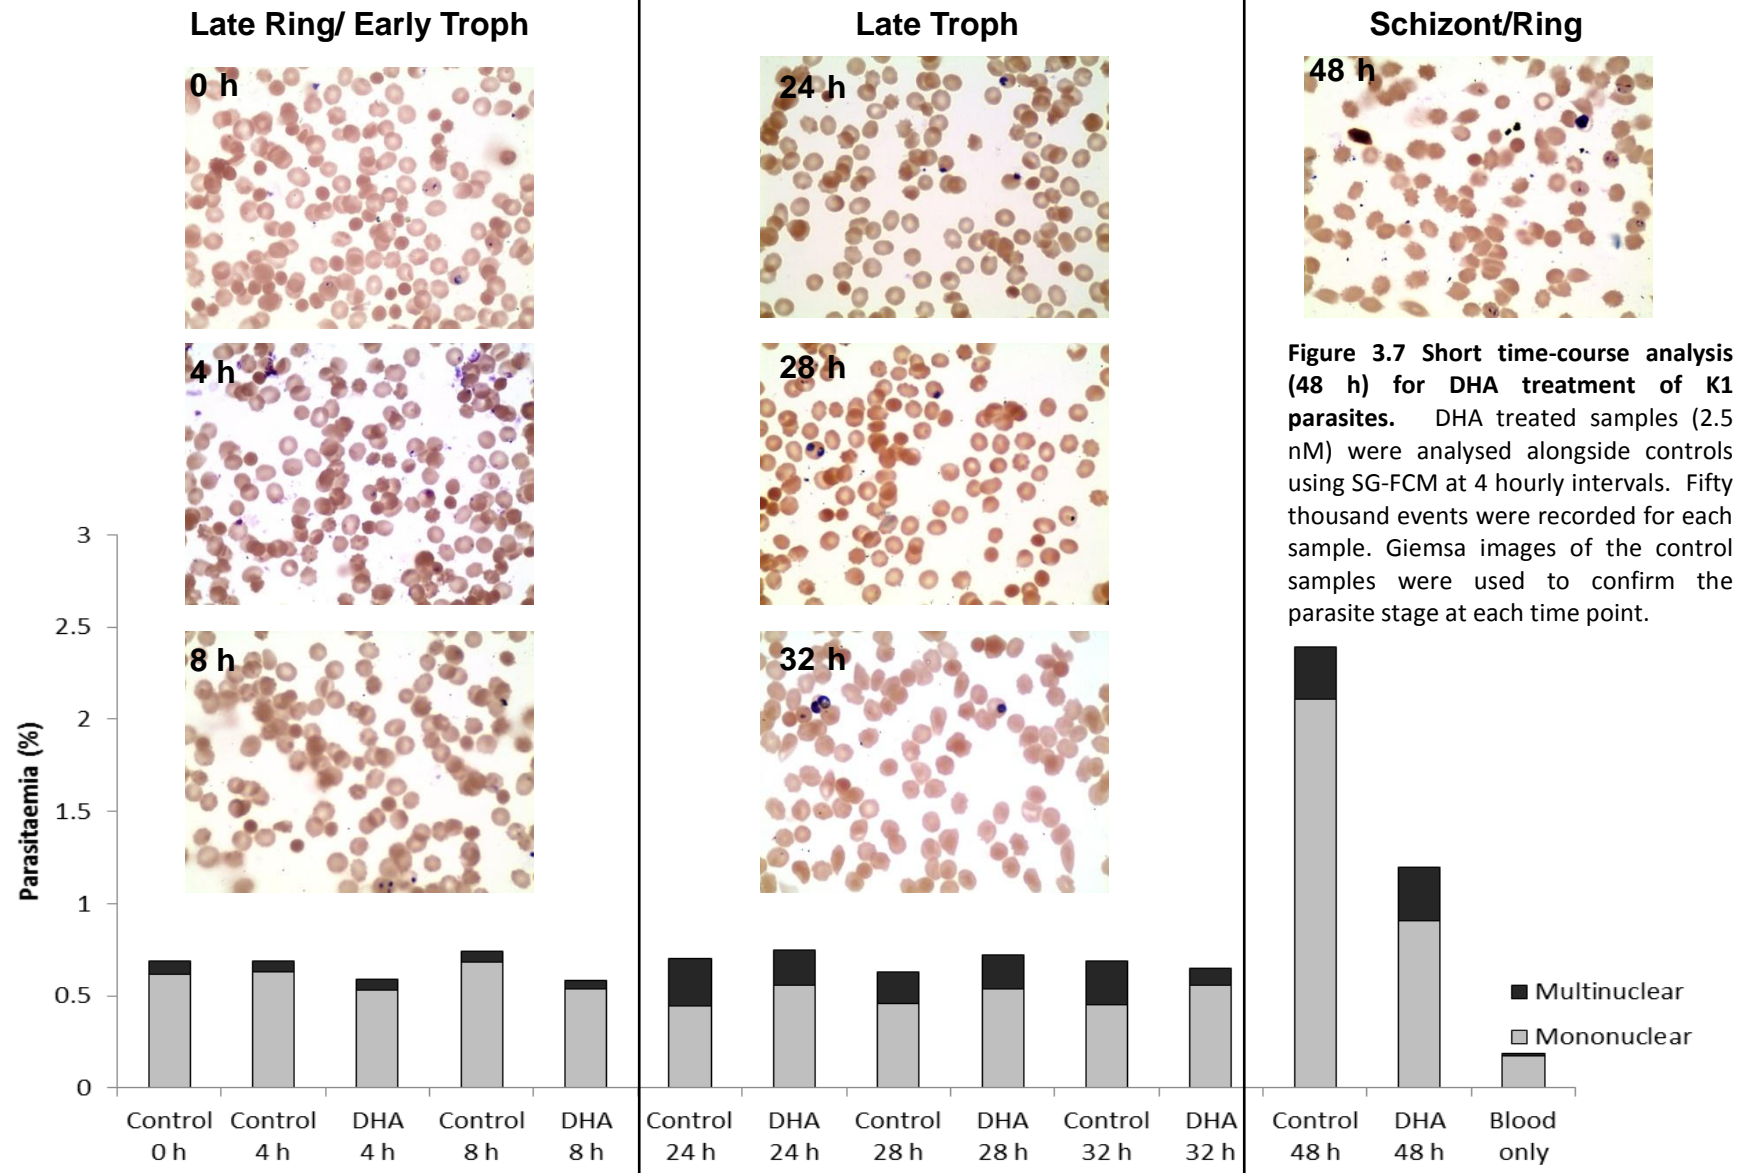 Late Ring/ Early Troph
Late Troph
Schizont/Ring
0 h
24 h
48 h
4 h
28 h
8 h
32 h
Figure 3.7 Short time-course analysis
(48 h) for DHA treatment of K1
parasites. DHA treated samples (2.5
nM) were analysed alongside controls
using SG-FCM at 4 hourly intervals. Fifty
thousand events were recorded for each
sample. Giemsa images of the control
samples were used to confirm the
parasite stage at each time point.
Parasitaemia (%)
3
2.5
2
1.5
1
0.5
0
Multinuclear
Mononuclear
Control 0 h
Control 4 h
DHA 4 h
Control 8 h
DHA 8 h
Control 24 h
DHA 24 h
Control 28 h
DHA 28 h
Control 32 h
DHA 32 h
Control 48 h
DHA 48 h
Blood only